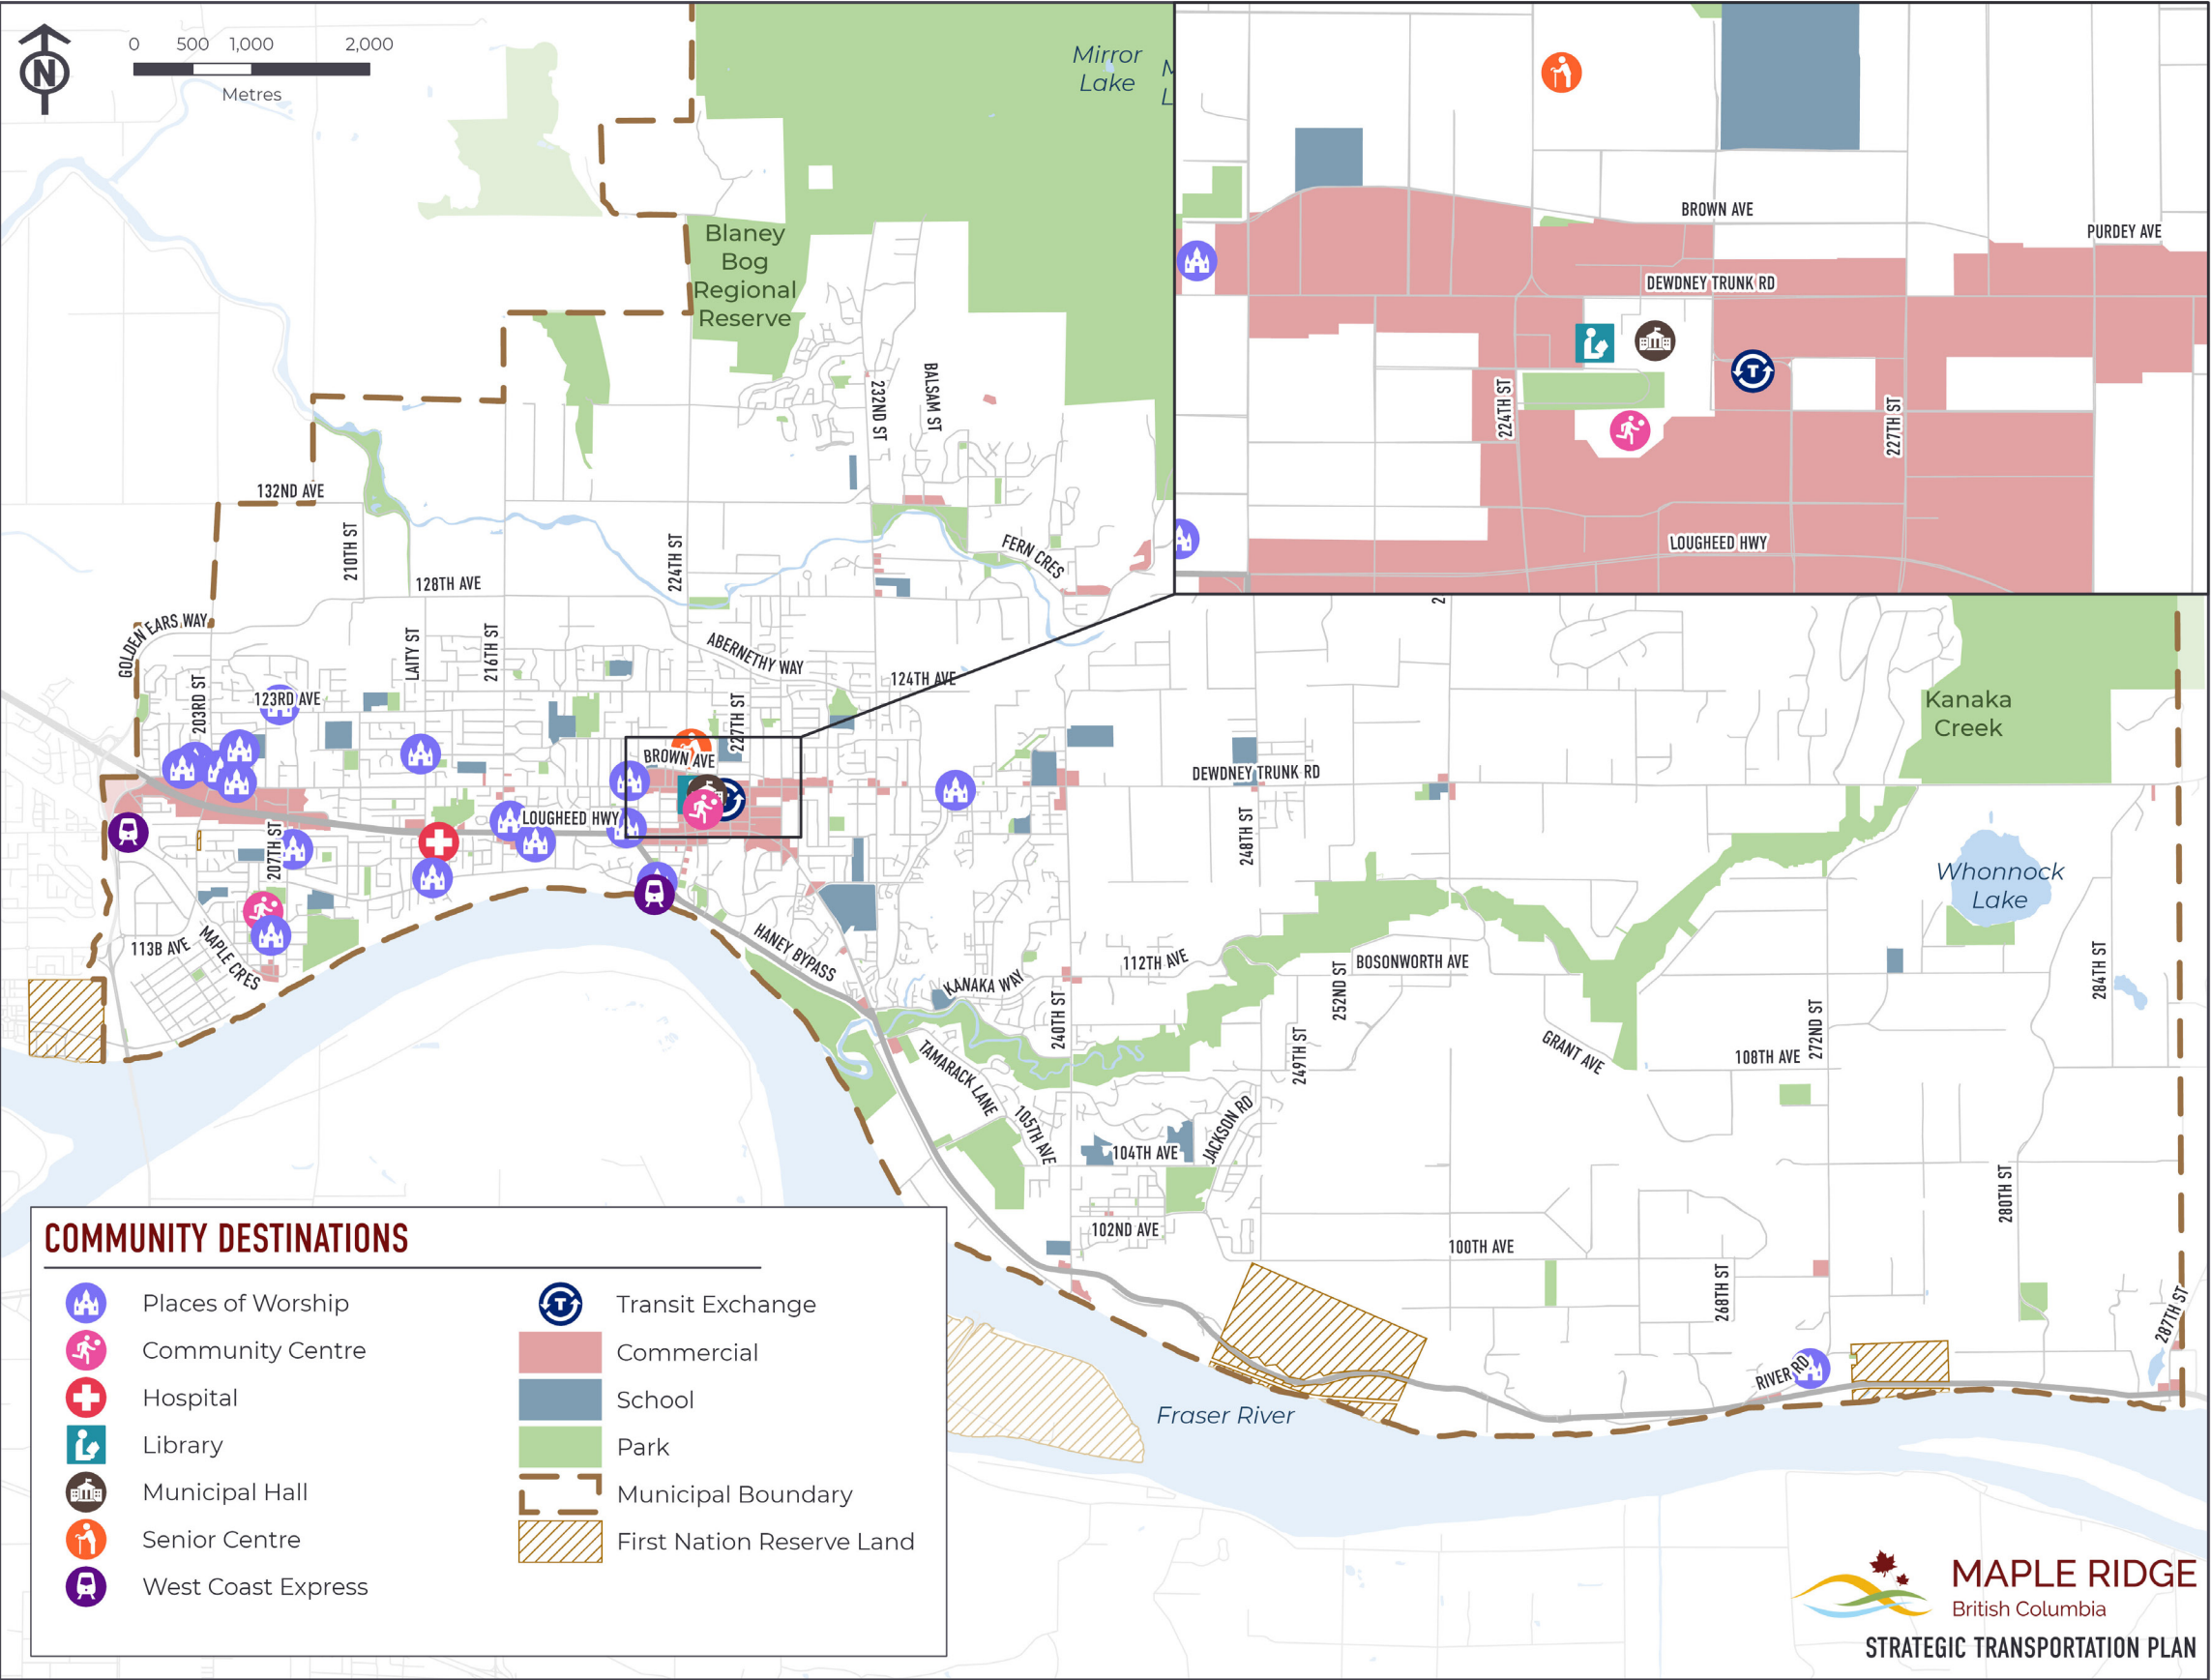 N
0 500 1,000 2,000
Metres
Mirror
Lake
M
L
Blaney
Bog
Regional
Reserve
232ND ST
BALSAM ST
132ND AVE
210TH ST
224TH ST
FERN CRES
128TH AVE
GOLDEN EARS WAY
LAITY ST
216TH ST
ABERNETHY WAY
124TH AVE
203RD ST
123RD AVE
227TH ST
BROWN AVE
LOUGHEED HWY
207TH ST
113B AVE
MAPLE CRES
HANEY BYPASS
KANAKA WAY
TAMARACK LANE
105TH AVE
240TH ST
112TH AVE
104TH AVE
JACKSON RD
102ND AVE
BROWN AVE
PURDEY AVE
DEWDNEY TRUNK RD
T
224TH ST
227TH ST
LOUGHEED HWY
2
DEWDNEY TRUNK RD
248TH ST
Kanaka
Creek
Whonnock
Lake
BOSONWORTH AVE
252ND ST
249TH ST
GRANT AVE
108TH AVE
272ND ST
284TH ST
280TH ST
100TH AVE
268TH ST
287TH ST
RIVER RD
Fraser River
COMMUNITY DESTINATIONS
Places of Worship
Community Centre
Hospital
Library
Municipal Hall
Senior Centre
West Coast Express
T
Transit Exchange
Commercial
School
Park
Municipal Boundary
First Nation Reserve Land
MAPLE RIDGE
British Columbia
STRATEGIC TRANSPORTATION PLAN